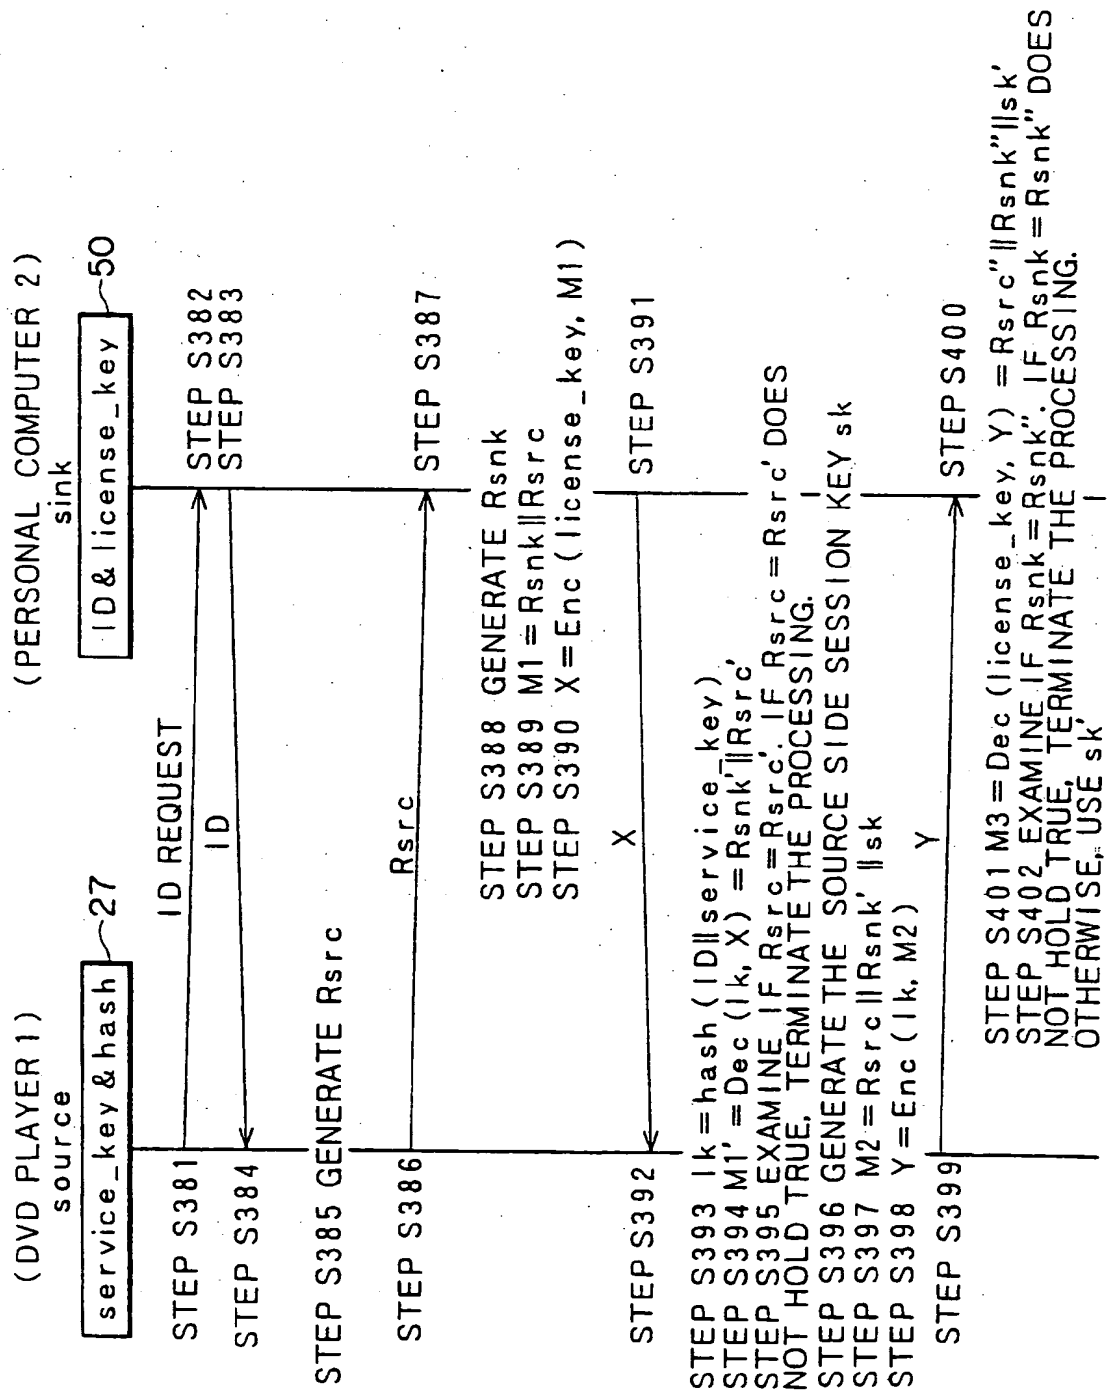 (DVD PLAYER 1)
source
service_key & hash
27
(PERSONAL COMPUTER 2)
sink
ID & license_key
50
STEP S381
ID REQUEST
STEP S382
STEP S383
ID
STEP S384
STEP S385 GENERATE Rsrc
STEP S386
Rsrc
STEP S387
STEP S388 GENERATE Rsnk
STEP S389 M1=Rsnk||Rsrc
STEP S390 X=Enc(license_key, M1)
STEP S391
X
STEP S392
STEP S393 lk=hash(ID||service_key)
STEP S394 M1'=Dec(lk, X)=Rsnk'||Rsrc'
STEP S395 EXAMINE IF Rsrc=Rsrc'. IF Rsrc=Rsrc' DOES
NOT HOLD TRUE, TERMINATE THE PROCESSING.
STEP S396 GENERATE THE SOURCE SIDE SESSION KEY sk
STEP S397 M2=Rsrc||Rsnk'||sk
STEP S398 Y=Enc(lk, M2)
STEP S399
Y
STEP S400
STEP S401 M3=Dec(license_key, Y)=Rsrc"||Rsnk"||sk'
STEP S402 EXAMINE IF Rsnk=Rsnk". IF Rsnk=Rsnk" DOES
NOT HOLD TRUE, TERMINATE THE PROCESSING.
OTHERWISE, USE sk'